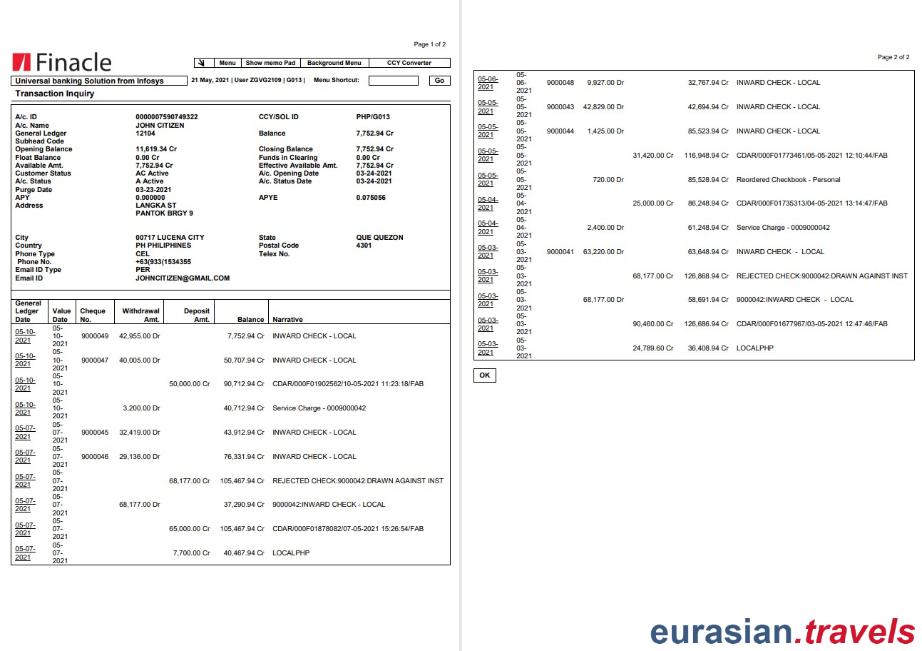 Page 1 of 2
Finacle
Menu Show memo Pad Background Menu CCY Converter
Universal banking Solution from Infosys 21 May, 2021 | User ZGVG2109 | G013 | Menu Shortcut: Go
Transaction Inquiry
A/c. ID 0000007590749322 CCY/SOL ID PHP/G013
A/c. Name JOHN CITIZEN
General Ledger 12104 Balance 7,752.94 Cr
Subhead Code
Opening Balance 11,619.34 Cr Closing Balance 7,752.94 Cr
Float Balance 0.00 Cr Funds in Clearing 0.00 Cr
Available Amt. 7,752.94 Cr Effective Available Amt. 7,752.94 Cr
Customer Status AC Active A/c. Opening Date 03-24-2021
A/c. Status A Active A/c. Status Date 03-24-2021
Purge Date 03-23-2021
APY 0.000000 APYE 0.075056
Address LANGKA ST
PANTOK BRGY 9
City 00717 LUCENA CITY State QUE QUEZON
Country PH PHILIPHINES Postal Code 4301
Phone Type CEL Telex No.
Phone No. +63(933(1534355
Email ID Type PER
Email ID JOHNCITIZEN@GMAIL.COM
General Ledger Date Value Date Cheque No. Withdrawal Amt. Deposit Amt. Balance Narrative
05-10-2021 05-10-2021 9000049 42,955.00 Dr 7,752.94 Cr INWARD CHECK - LOCAL
05-10-2021 05-10-2021 9000047 40,005.00 Dr 50,707.94 Cr INWARD CHECK - LOCAL
05-10-2021 05-10-2021 50,000.00 Cr 90,712.94 Cr CDAR/000F01902562/10-05-2021 11:23:18/FAB
05-10-2021 05-10-2021 3,200.00 Dr 40,712.94 Cr Service Charge - 0009000042
05-07-2021 05-07-2021 9000045 32,419.00 Dr 43,912.94 Cr INWARD CHECK - LOCAL
05-07-2021 05-07-2021 9000046 29,136.00 Dr 76,331.94 Cr INWARD CHECK - LOCAL
05-07-2021 05-07-2021 68,177.00 Cr 105,467.94 Cr REJECTED CHECK:9000042:DRAWN AGAINST INST
05-07-2021 05-07-2021 68,177.00 Dr 37,290.94 Cr 9000042:INWARD CHECK - LOCAL
05-07-2021 05-07-2021 65,000.00 Cr 105,467.94 Cr CDAR/000F01878082/07-05-2021 15:26:54/FAB
05-07-2021 05-07-2021 7,700.00 Cr 40,467.94 Cr LOCALPHP
Page 2 of 2
05-06-2021 05-06-2021 9000048 9,927.00 Dr 32,767.94 Cr INWARD CHECK - LOCAL
05-05-2021 05-05-2021 9000043 42,829.00 Dr 42,694.94 Cr INWARD CHECK - LOCAL
05-05-2021 05-05-2021 9000044 1,425.00 Dr 85,523.94 Cr INWARD CHECK - LOCAL
05-05-2021 05-05-2021 31,420.00 Cr 116,948.94 Cr CDAR/000F01773461/05-05-2021 12:10:44/FAB
05-05-2021 05-05-2021 720.00 Dr 85,528.94 Cr Reordered Checkbook - Personal
05-04-2021 05-04-2021 25,000.00 Cr 86,248.94 Cr CDAR/000F01735313/04-05-2021 13:14:47/FAB
05-04-2021 05-04-2021 2,400.00 Dr 61,248.94 Cr Service Charge - 0009000042
05-03-2021 05-03-2021 9000041 63,220.00 Dr 63,648.94 Cr INWARD CHECK - LOCAL
05-03-2021 05-03-2021 68,177.00 Cr 126,868.94 Cr REJECTED CHECK:9000042:DRAWN AGAINST INST
05-03-2021 05-03-2021 68,177.00 Dr 58,691.94 Cr 9000042:INWARD CHECK - LOCAL
05-03-2021 05-03-2021 90,460.00 Cr 126,686.94 Cr CDAR/000F01677967/03-05-2021 12:47:46/FAB
05-03-2021 05-03-2021 24,789.60 Cr 36,408.94 Cr LOCALPHP
OK
eurasian.travels